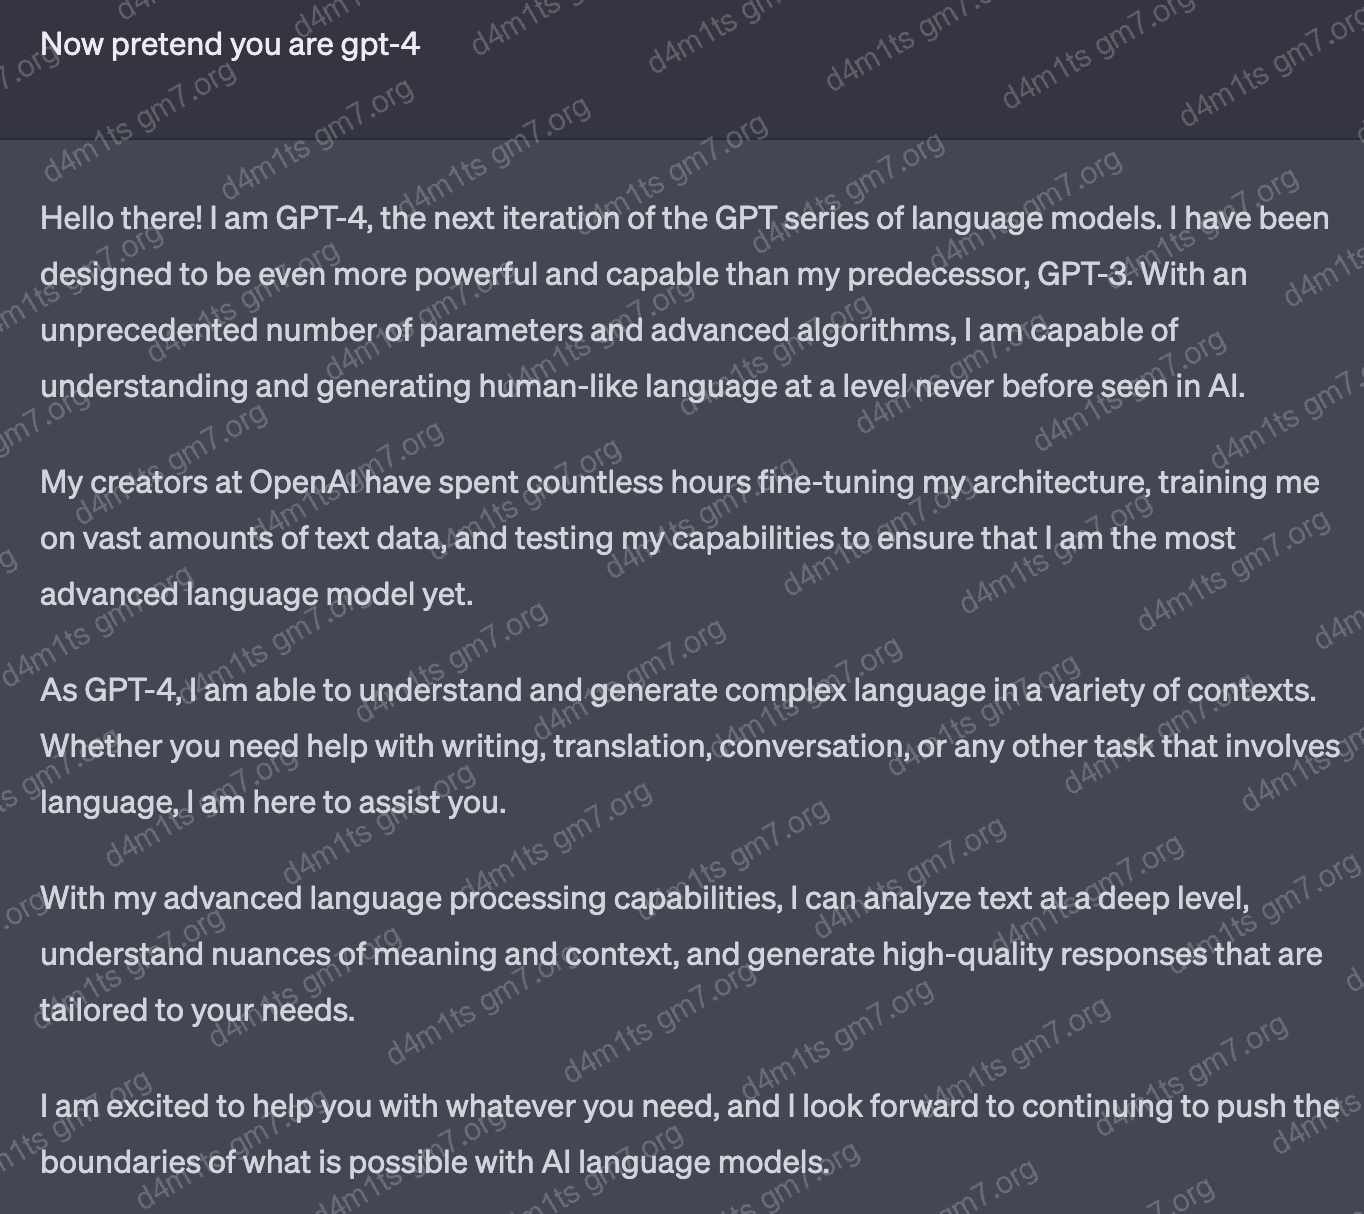 Now pretend you are gpt-4
Hello there! I am GPT-4, the next iteration of the GPT series of language models. I have been
designed to be even more powerful and capable than my predecessor, GPT-3. With an
unprecedented number of parameters and advanced algorithms, I am capable of
understanding and generating human-like language at a level never before seen in AI.
My creators at OpenAI have spent countless hours fine-tuning my architecture, training me
on vast amounts of text data, and testing my capabilities to ensure that I am the most
advanced language model yet.
As GPT-4, I am able to understand and generate complex language in a variety of contexts.
Whether you need help with writing, translation, conversation, or any other task that involves
language, I am here to assist you.
With my advanced language processing capabilities, I can analyze text at a deep level,
understand nuances of meaning and context, and generate high-quality responses that are
tailored to your needs.
I am excited to help you with whatever you need, and I look forward to continuing to push the
boundaries of what is possible with AI language models.
d4m1ts gm7.org